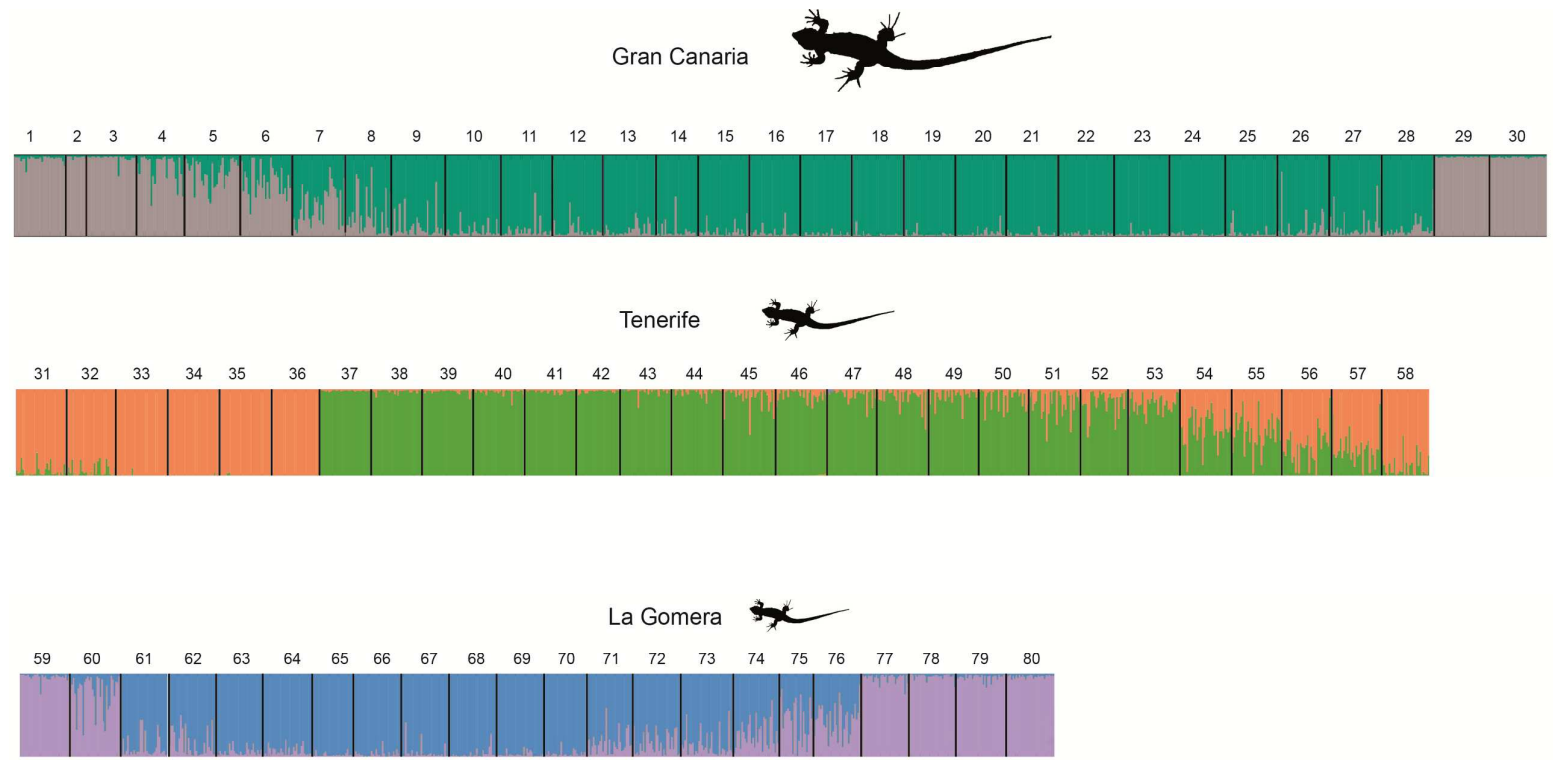 Gran Canaria
1 2 3 4 5 6 7 8 9 10 11 12 13 14 15 16 17 18 19 20 21 22 23 24 25 26 27 28 29 30
Tenerife
31 32 33 34 35 36 37 38 39 40 41 42 43 44 45 46 47 48 49 50 51 52 53 54 55 56 57 58
La Gomera
59 60 61 62 63 64 65 66 67 68 69 70 71 72 73 74 75 76 77 78 79 80